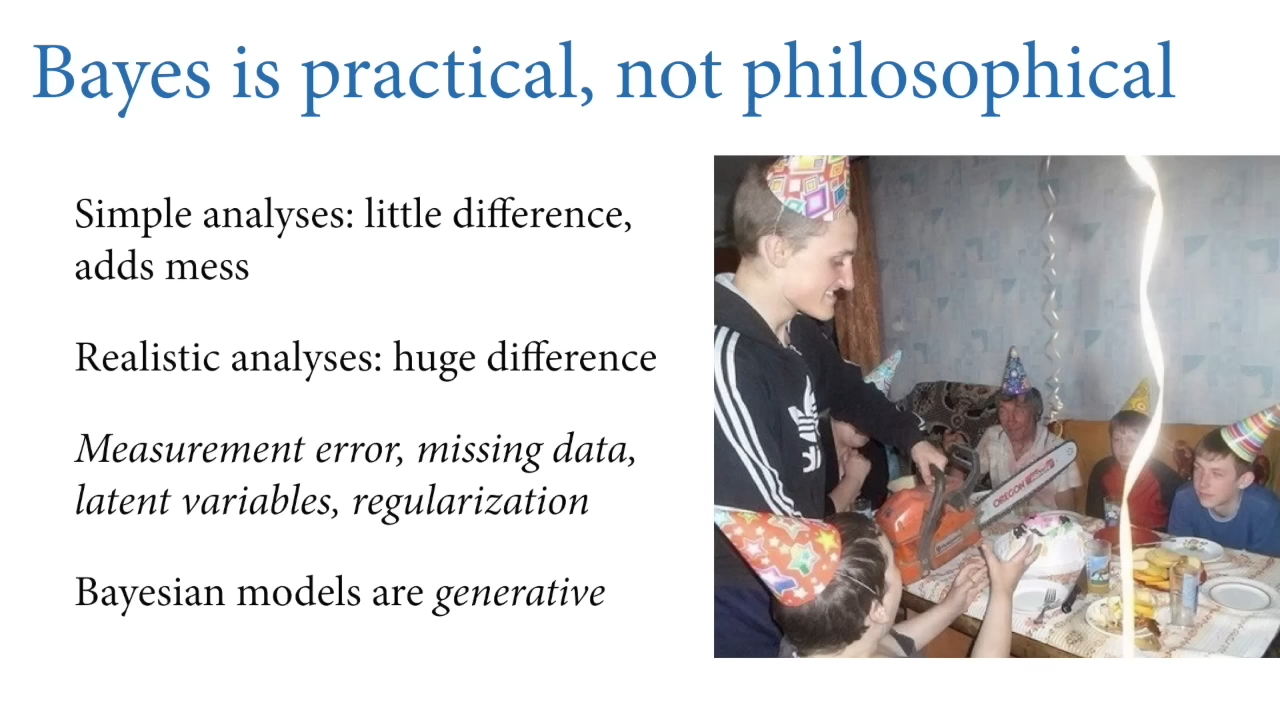 Bayes is practical, not philosophical
Simple analyses: little difference,
adds mess
Realistic analyses: huge difference
Measurement error, missing data,
latent variables, regularization
Bayesian models are generative
OREGON